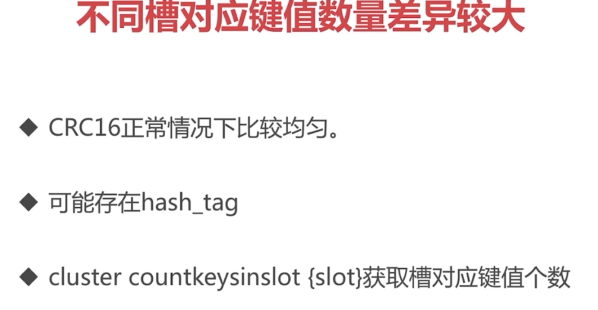 不同槽对应键值数量差异较大
◆ CRC16正常情况下比较均匀。
◆ 可能存在hash_tag
◆ cluster countkeysinslot {slot}获取槽对应键值个数